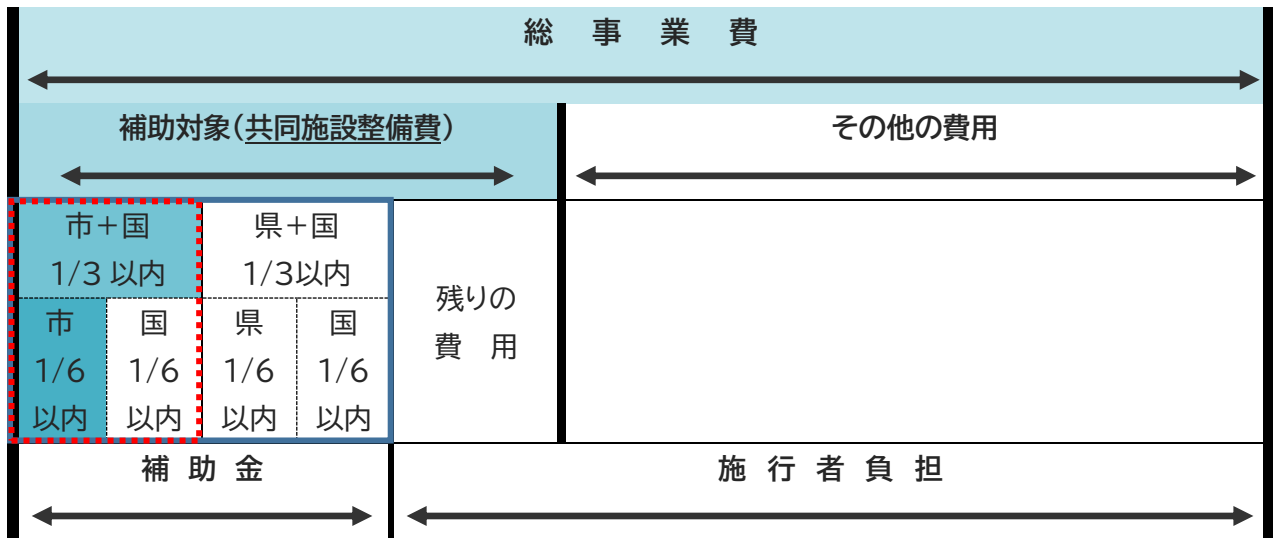 総 事 業 費
補助対象(共同施設整備費)
その他の費用
市+国
1/3 以内
県+国
1/3以内
市
1/6
以内
国
1/6
以内
県
1/6
以内
国
1/6
以内
残りの
費 用
補 助 金
施 行 者 負 担